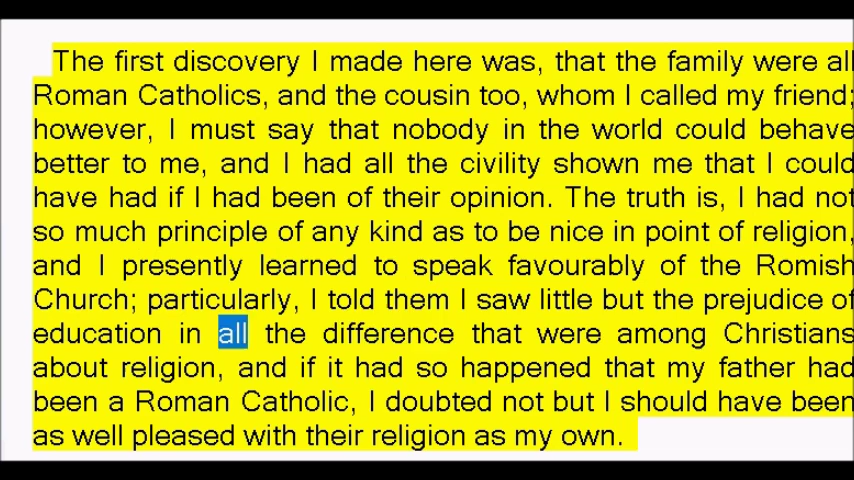 The first discovery I made here was, that the family were all
Roman Catholics, and the cousin too, whom I called my friend;
however, I must say that nobody in the world could behave
better to me, and I had all the civility shown me that I could
have had if I had been of their opinion. The truth is, I had not
so much principle of any kind as to be nice in point of religion,
and I presently learned to speak favourably of the Romish
Church; particularly, I told them I saw little but the prejudice of
education in all the difference that were among Christians
about religion, and if it had so happened that my father had
been a Roman Catholic, I doubted not but I should have been
as well pleased with their religion as my own.